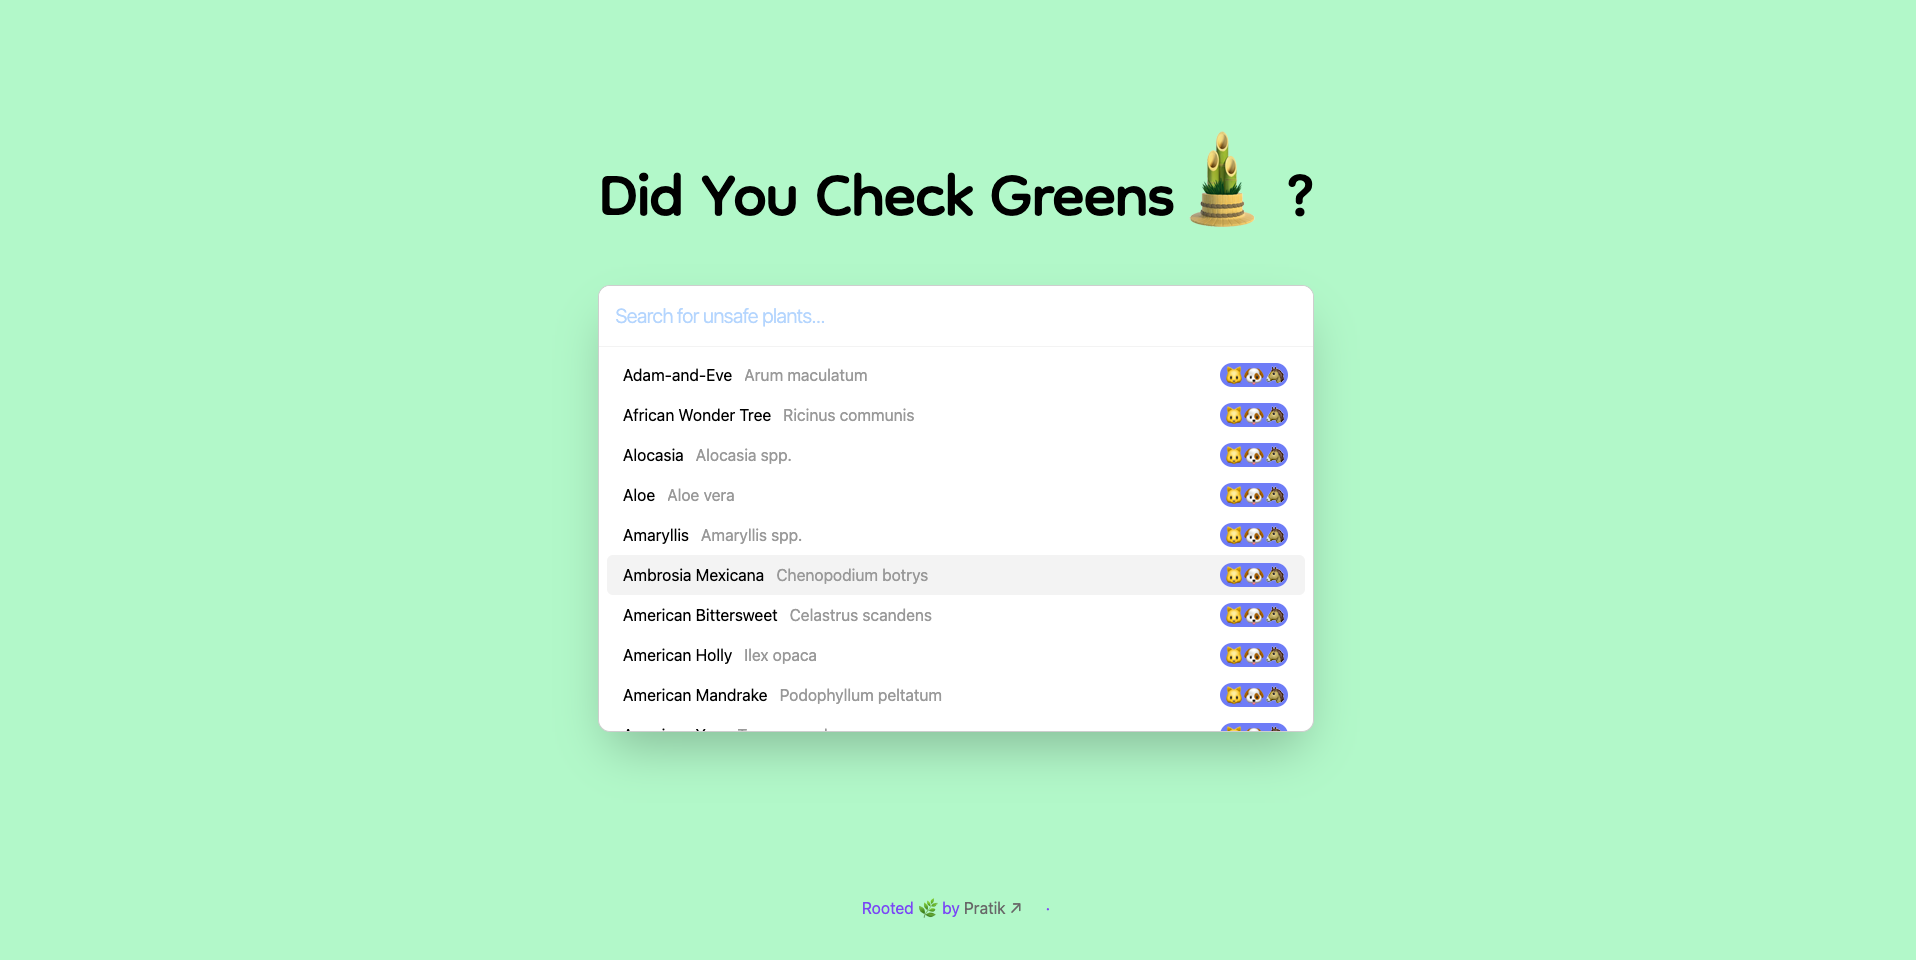 Did You Check Greens ?
Search for unsafe plants...
Adam-and-Eve Arum maculatum
African Wonder Tree Ricinus communis
Alocasia Alocasia spp.
Aloe Aloe vera
Amaryllis Amaryllis spp.
Ambrosia Mexicana Chenopodium botrys
American Bittersweet Celastrus scandens
American Holly Ilex opaca
American Mandrake Podophyllum peltatum
Rooted 🌿 by Pratik ↗ ·